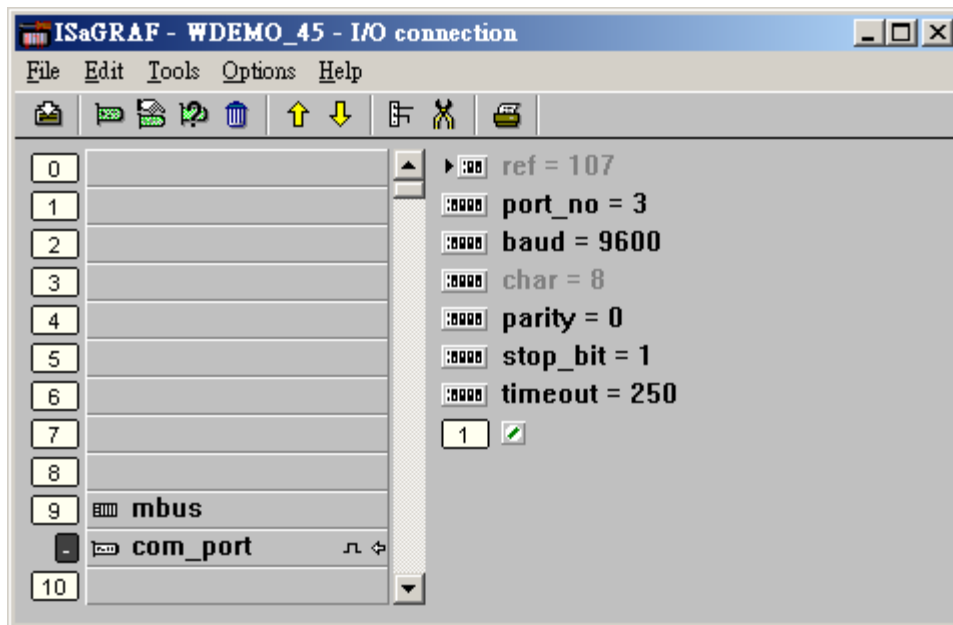 ISaGRAF - WDEMO_45 - I/O connection
File Edit Tools Options Help
0
1
2
3
4
5
6
7
8
9 mbus
- com_port
10
ref = 107
port_no = 3
baud = 9600
char = 8
parity = 0
stop_bit = 1
timeout = 250
1